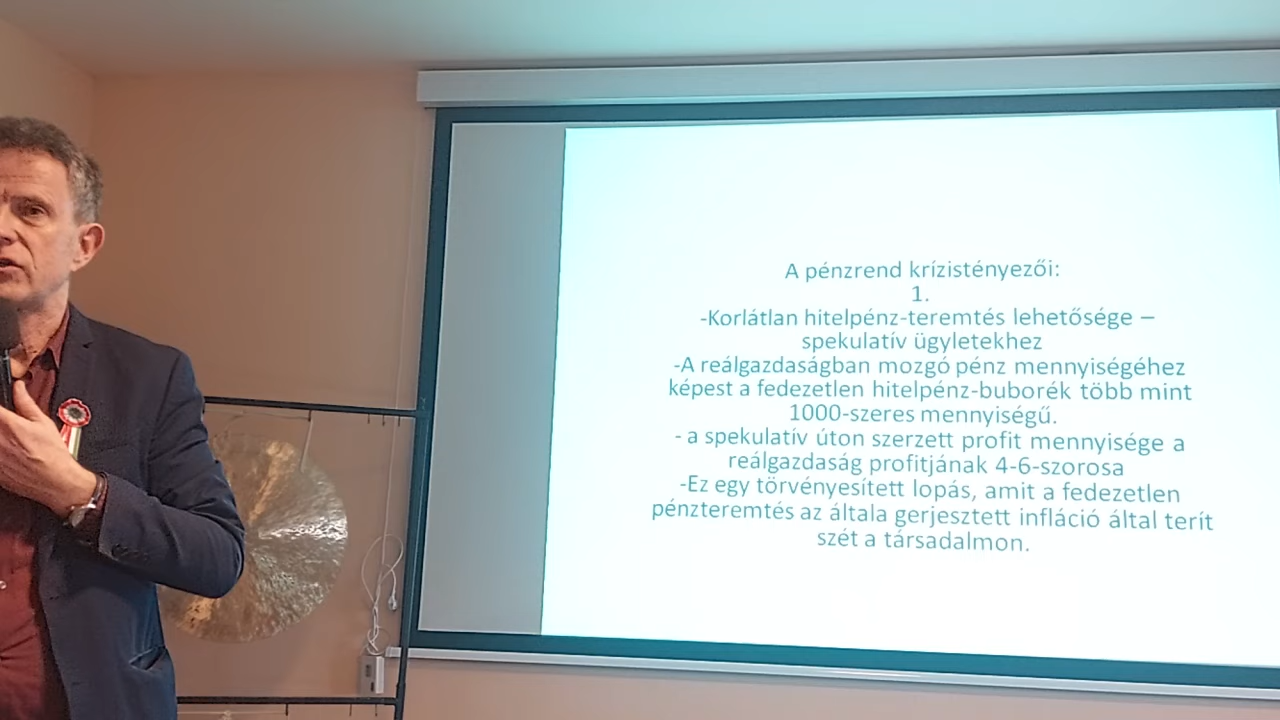 A pénzrend krízistényezői:
1.
-Korlátlan hitelpénz-teremtés lehetősége –
spekulatív ügyletekhez
-A reálgazdaságban mozgó pénz mennyiségéhez
képest a fedezetlen hitelpénz-buborék több mint
1000-szeres mennyiségű.
- a spekulatív úton szerzett profit mennyisége a
reálgazdaság profitjának 4-6-szorosa
-Ez egy törvényesített lopás, amit a fedezetlen
pénzteremtés az általa gerjesztett infláció által terít
szét a társadalmon.